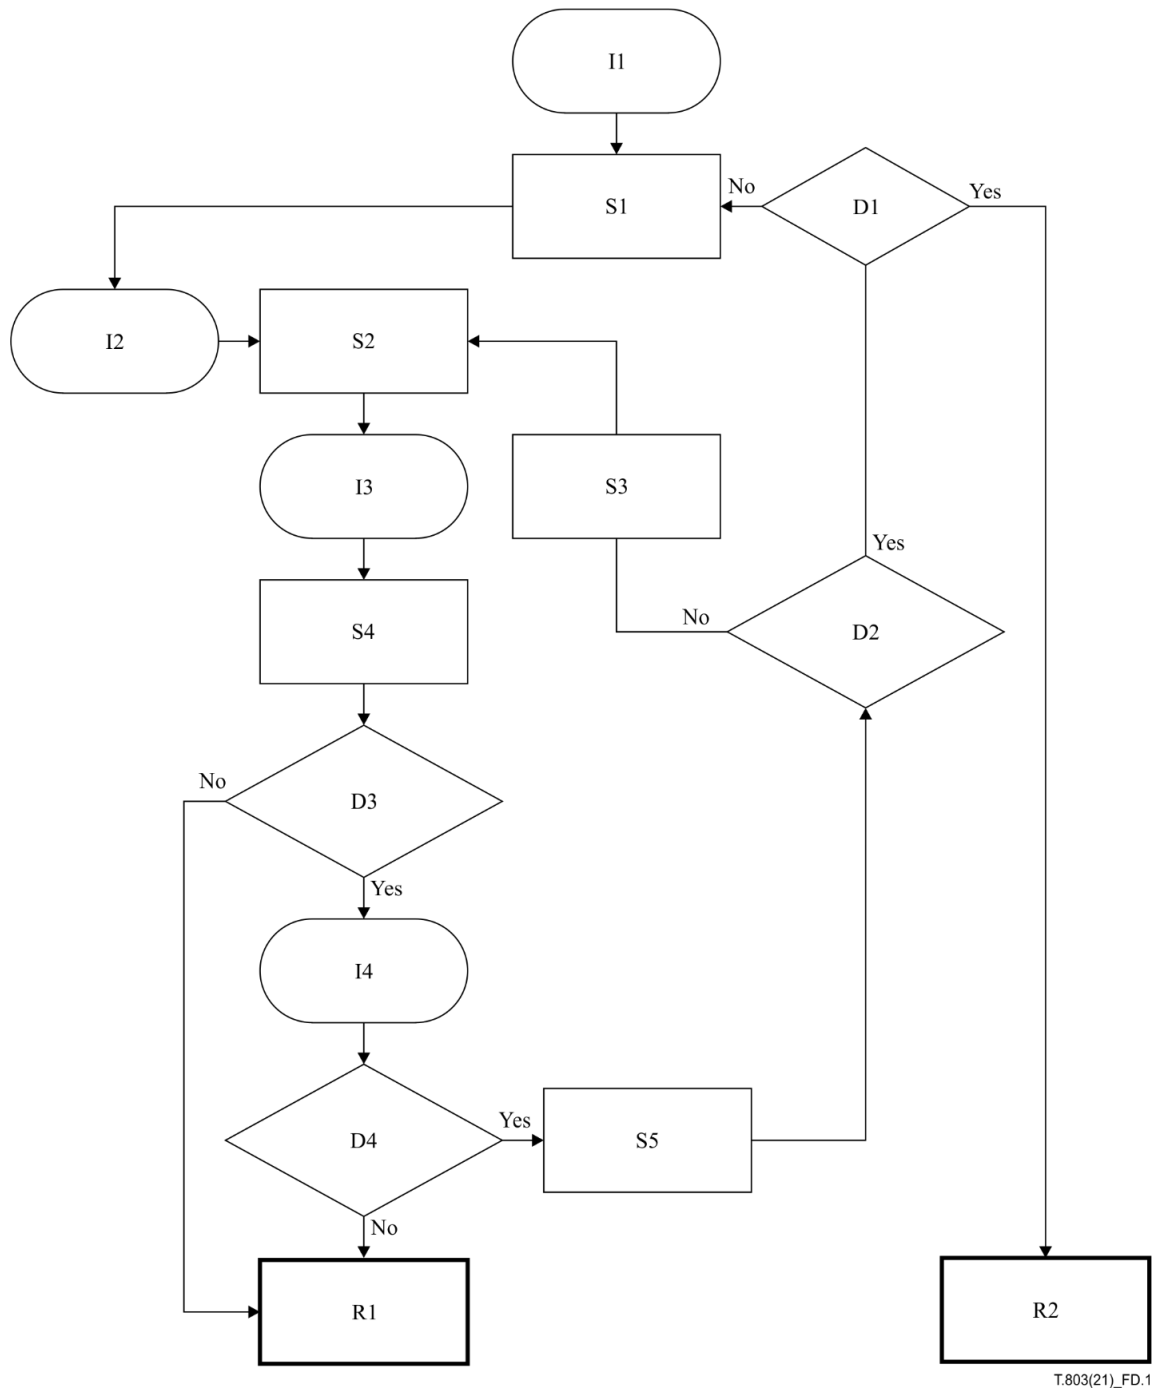 I1
S1
No
D1
Yes
I2
S2
I3
S3
Yes
S4
No
D2
No
D3
Yes
I4
D4
Yes
S5
No
R1
R2
T.803(21)_FD.1